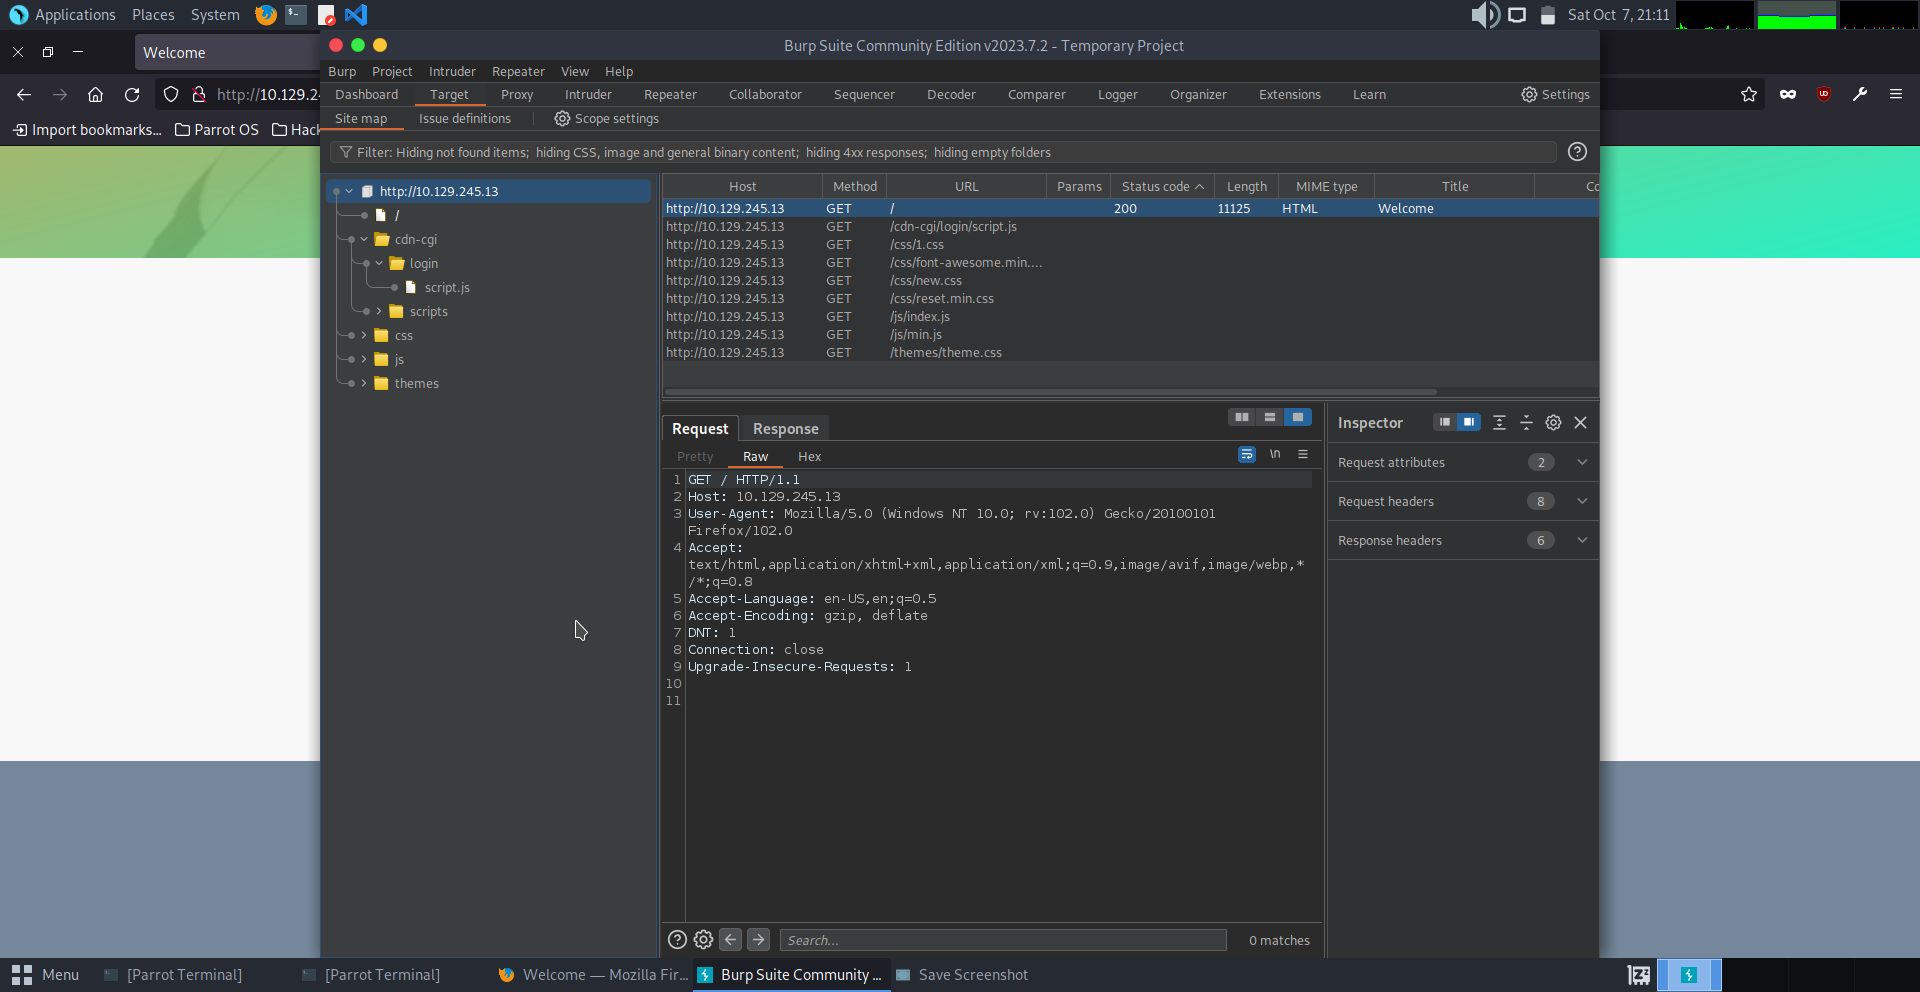 Applications Places System Sat Oct 7, 21:11
Welcome
Burp Suite Community Edition v2023.7.2 - Temporary Project
Burp Project Intruder Repeater View Help
http://10.129.24
Dashboard Target Proxy Intruder Repeater Collaborator Sequencer Decoder Comparer Logger Organizer Extensions Learn Settings
Import bookmarks... Parrot OS Hack
Site map Issue definitions Scope settings
Filter: Hiding not found items; hiding CSS, image and general binary content; hiding 4xx responses; hiding empty folders
http://10.129.245.13
/
cdn-cgi
login
script.js
scripts
css
js
themes
Host Method URL Params Status code Length MIME type Title Co
http://10.129.245.13 GET / 200 11125 HTML Welcome
http://10.129.245.13 GET /cdn-cgi/login/script.js
http://10.129.245.13 GET /css/1.css
http://10.129.245.13 GET /css/font-awesome.min....
http://10.129.245.13 GET /css/new.css
http://10.129.245.13 GET /css/reset.min.css
http://10.129.245.13 GET /js/index.js
http://10.129.245.13 GET /js/min.js
http://10.129.245.13 GET /themes/theme.css
Request Response
Pretty Raw Hex \n
1 GET / HTTP/1.1
2 Host: 10.129.245.13
3 User-Agent: Mozilla/5.0 (Windows NT 10.0; rv:102.0) Gecko/20100101
Firefox/102.0
4 Accept:
text/html,application/xhtml+xml,application/xml;q=0.9,image/avif,image/webp,*
/*;q=0.8
5 Accept-Language: en-US,en;q=0.5
6 Accept-Encoding: gzip, deflate
7 DNT: 1
8 Connection: close
9 Upgrade-Insecure-Requests: 1
10
11
Search... 0 matches
Inspector
Request attributes 2
Request headers 8
Response headers 6
Menu [Parrot Terminal] [Parrot Terminal] Welcome — Mozilla Fir... Burp Suite Community ... Save Screenshot